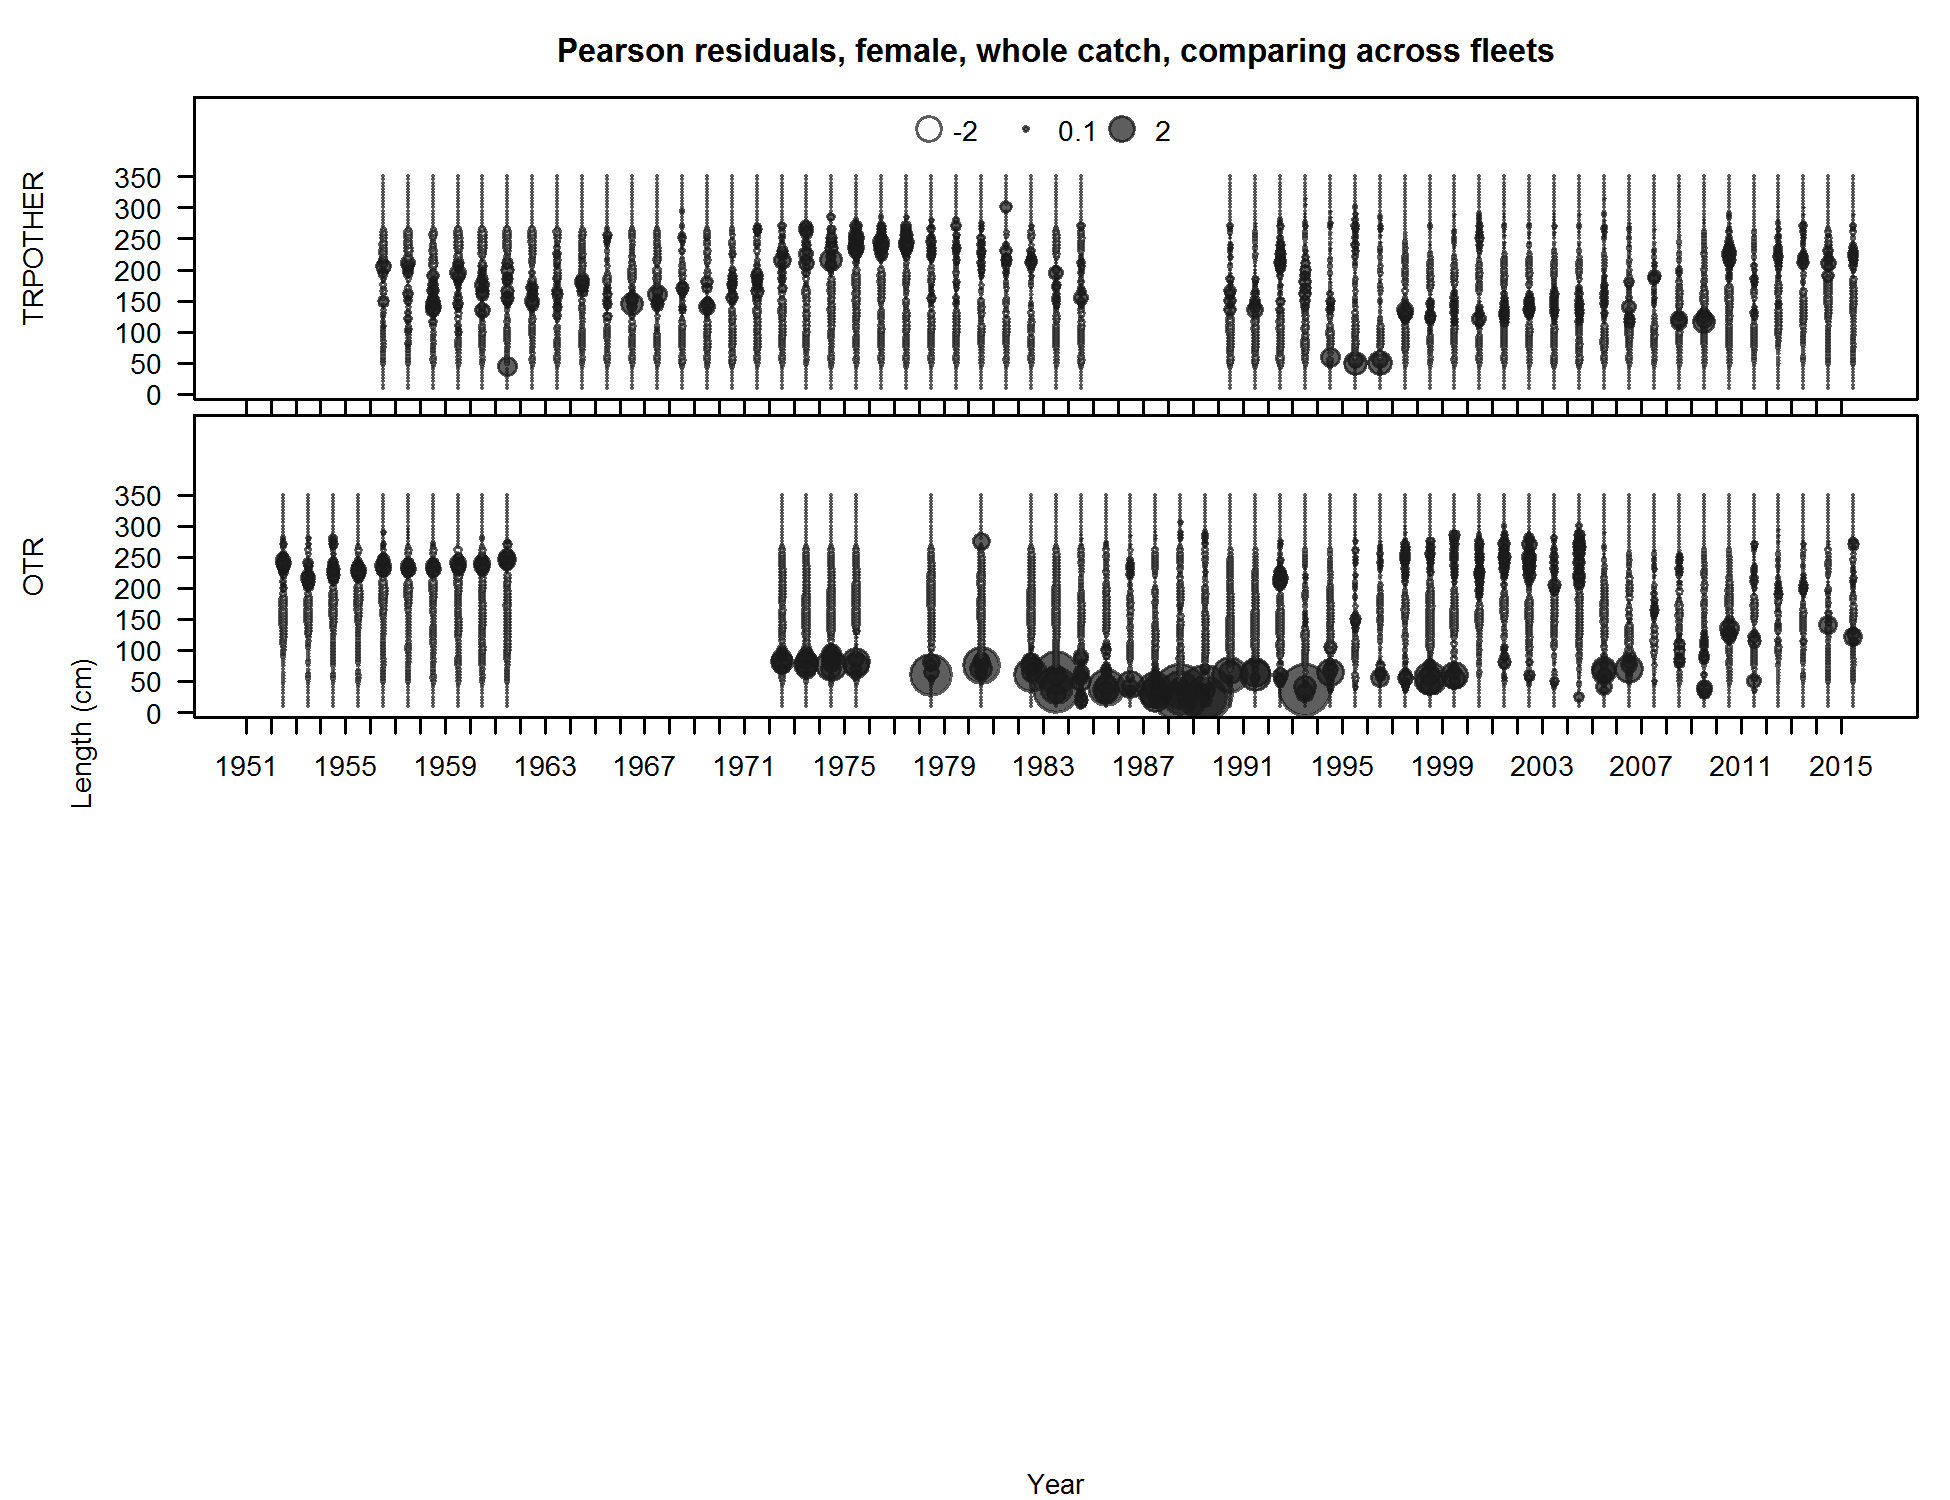 Pearson residuals, female, whole catch, comparing across fleets
-2 0.1 2
TRPOTHER
350
300
250
200
150
100
50
0
OTR
350
300
250
200
150
100
50
0
Length (cm)
1951 1955 1959 1963 1967 1971 1975 1979 1983 1987 1991 1995 1999 2003 2007 2011 2015
Year